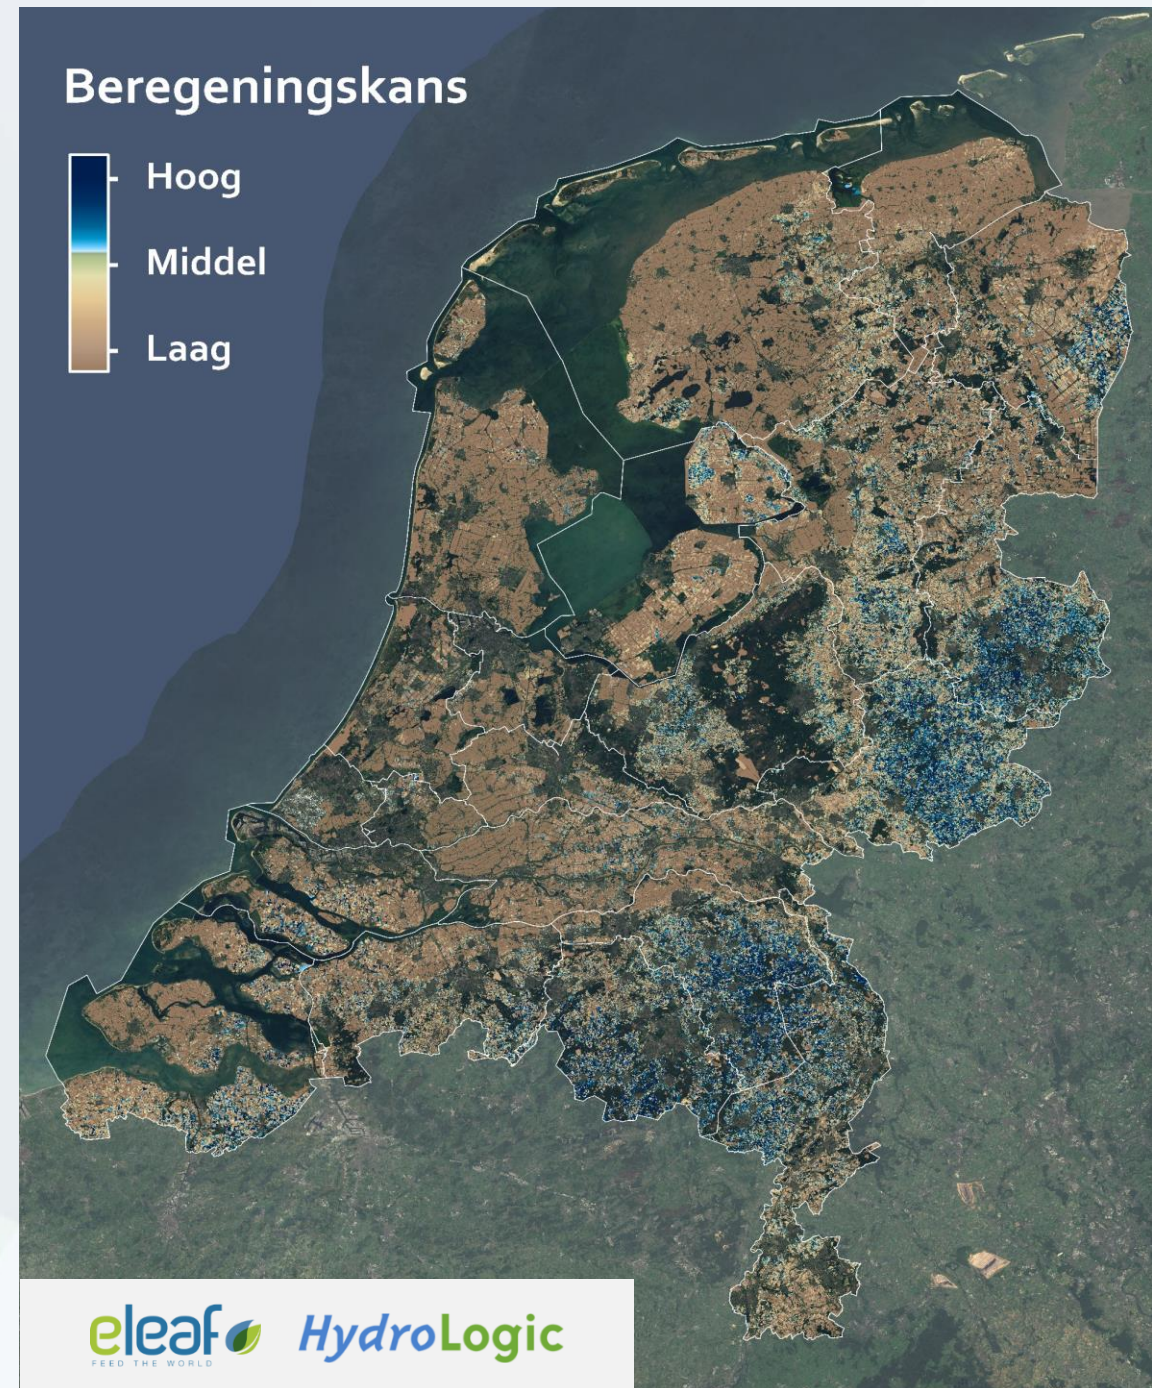 Beregeningskans
Hoog
Middel
Laag
eleaf
FEED THE WORLD
HydroLogic